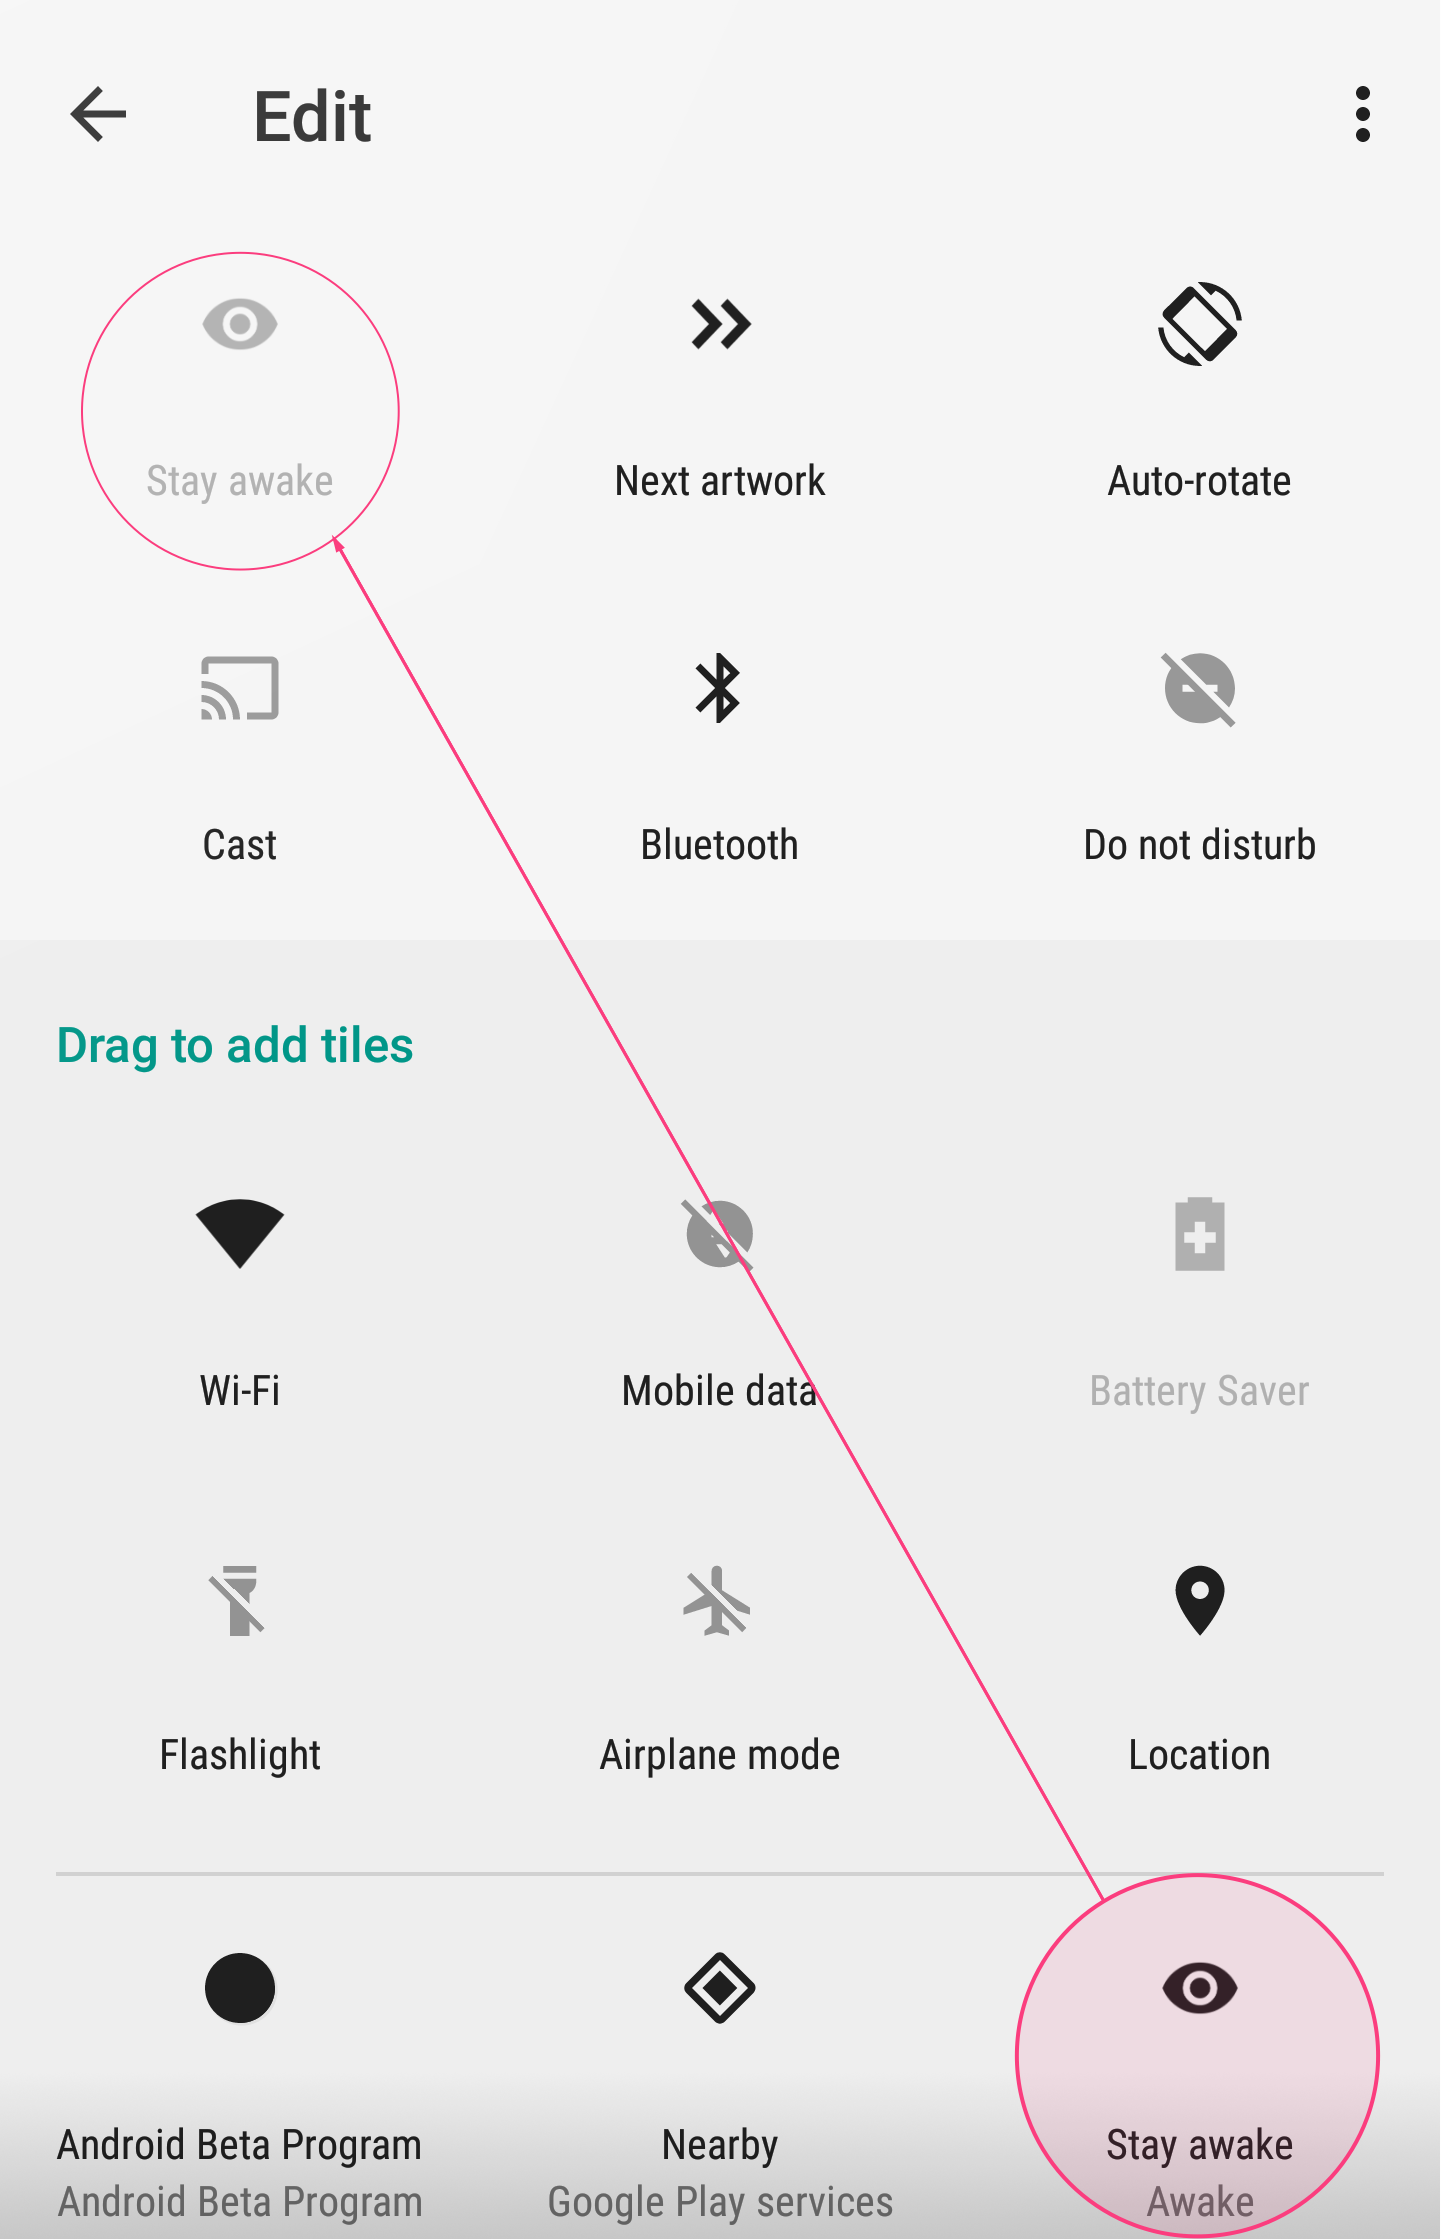 Edit
Stay awake
Next artwork
Auto-rotate
Cast
Bluetooth
Do not disturb
Drag to add tiles
Wi-Fi
Mobile data
Battery Saver
Flashlight
Airplane mode
Location
Android Beta Program
Android Beta Program
Nearby
Google Play services
Stay awake
Awake